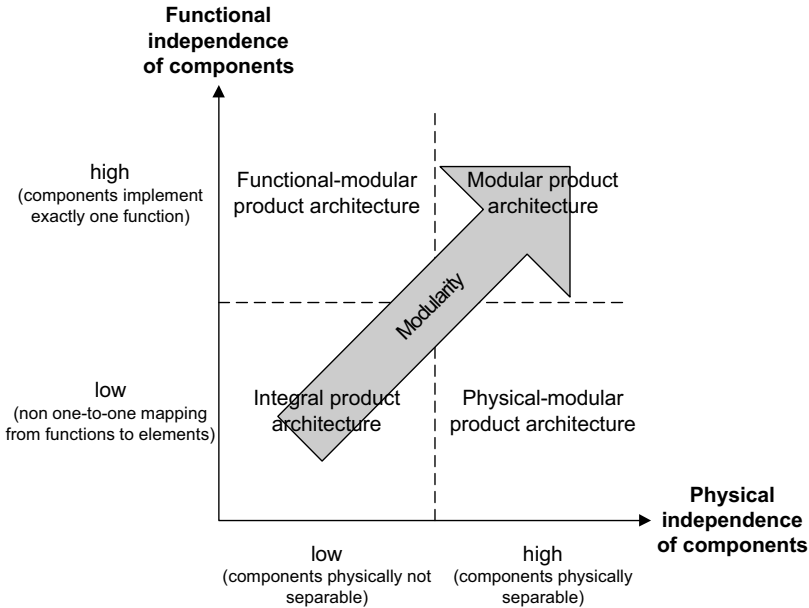 Functional
independence
of components
high
(components implement
exactly one function)
Functional-modular
product architecture
Modular product
architecture
Modularity
low
(non one-to-one mapping
from functions to elements)
Integral product
architecture
Physical-modular
product architecture
Physical
independence
of components
low
(components physically not
separable)
high
(components physically
separable)